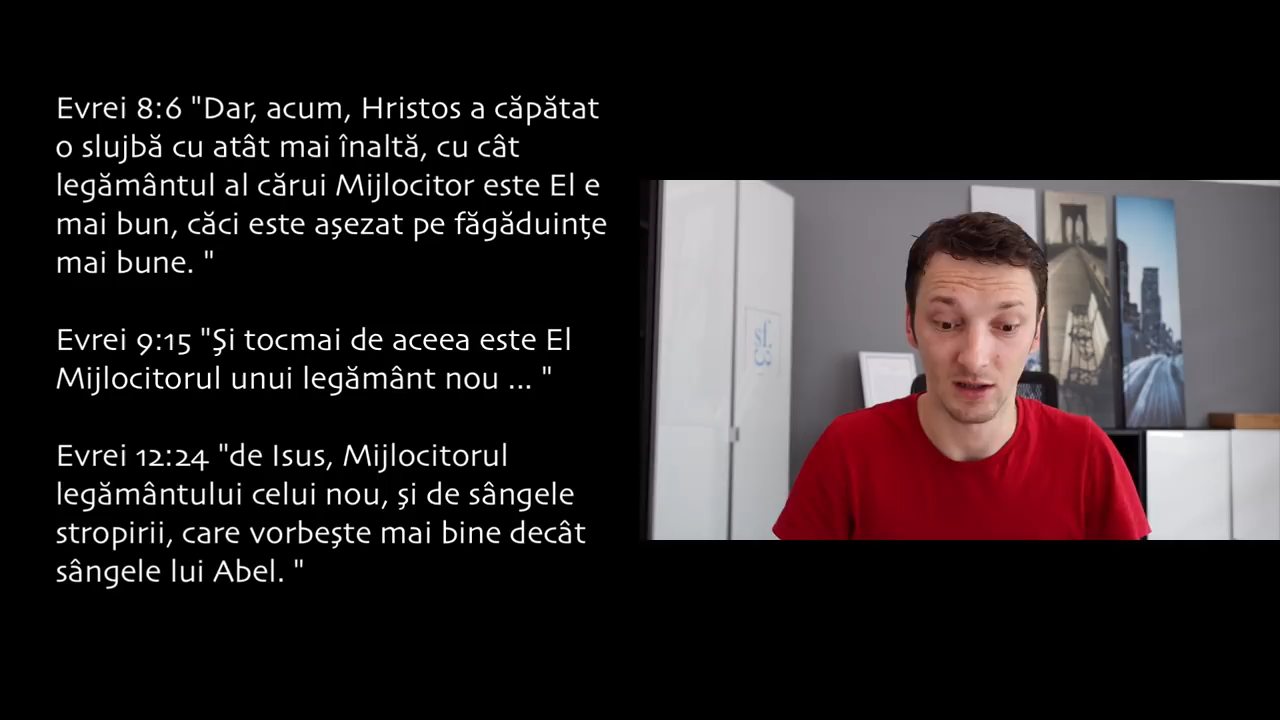 Evrei 8:6 "Dar, acum, Hristos a căpătat
o slujbă cu atât mai înaltă, cu cât
legământul al cărui Mijlocitor este El e
mai bun, căci este așezat pe făgăduințe
mai bune. "
Evrei 9:15 "Și tocmai de aceea este El
Mijlocitorul unui legământ nou ... "
Evrei 12:24 "de Isus, Mijlocitorul
legământului celui nou, și de sângele
stropirii, care vorbește mai bine decât
sângele lui Abel. "
sf.